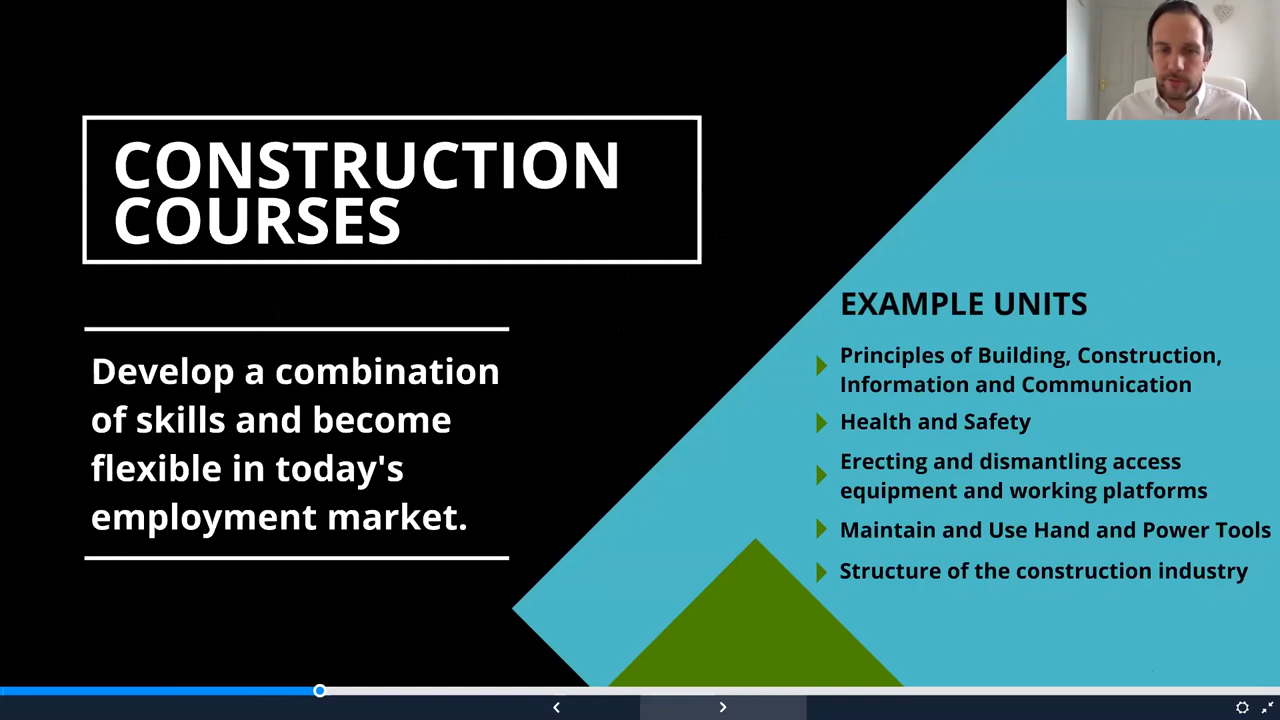 CONSTRUCTION
COURSES
Develop a combination
of skills and become
flexible in today's
employment market.
EXAMPLE UNITS
Principles of Building, Construction,
Information and Communication
Health and Safety
Erecting and dismantling access
equipment and working platforms
Maintain and Use Hand and Power Tools
Structure of the construction industry